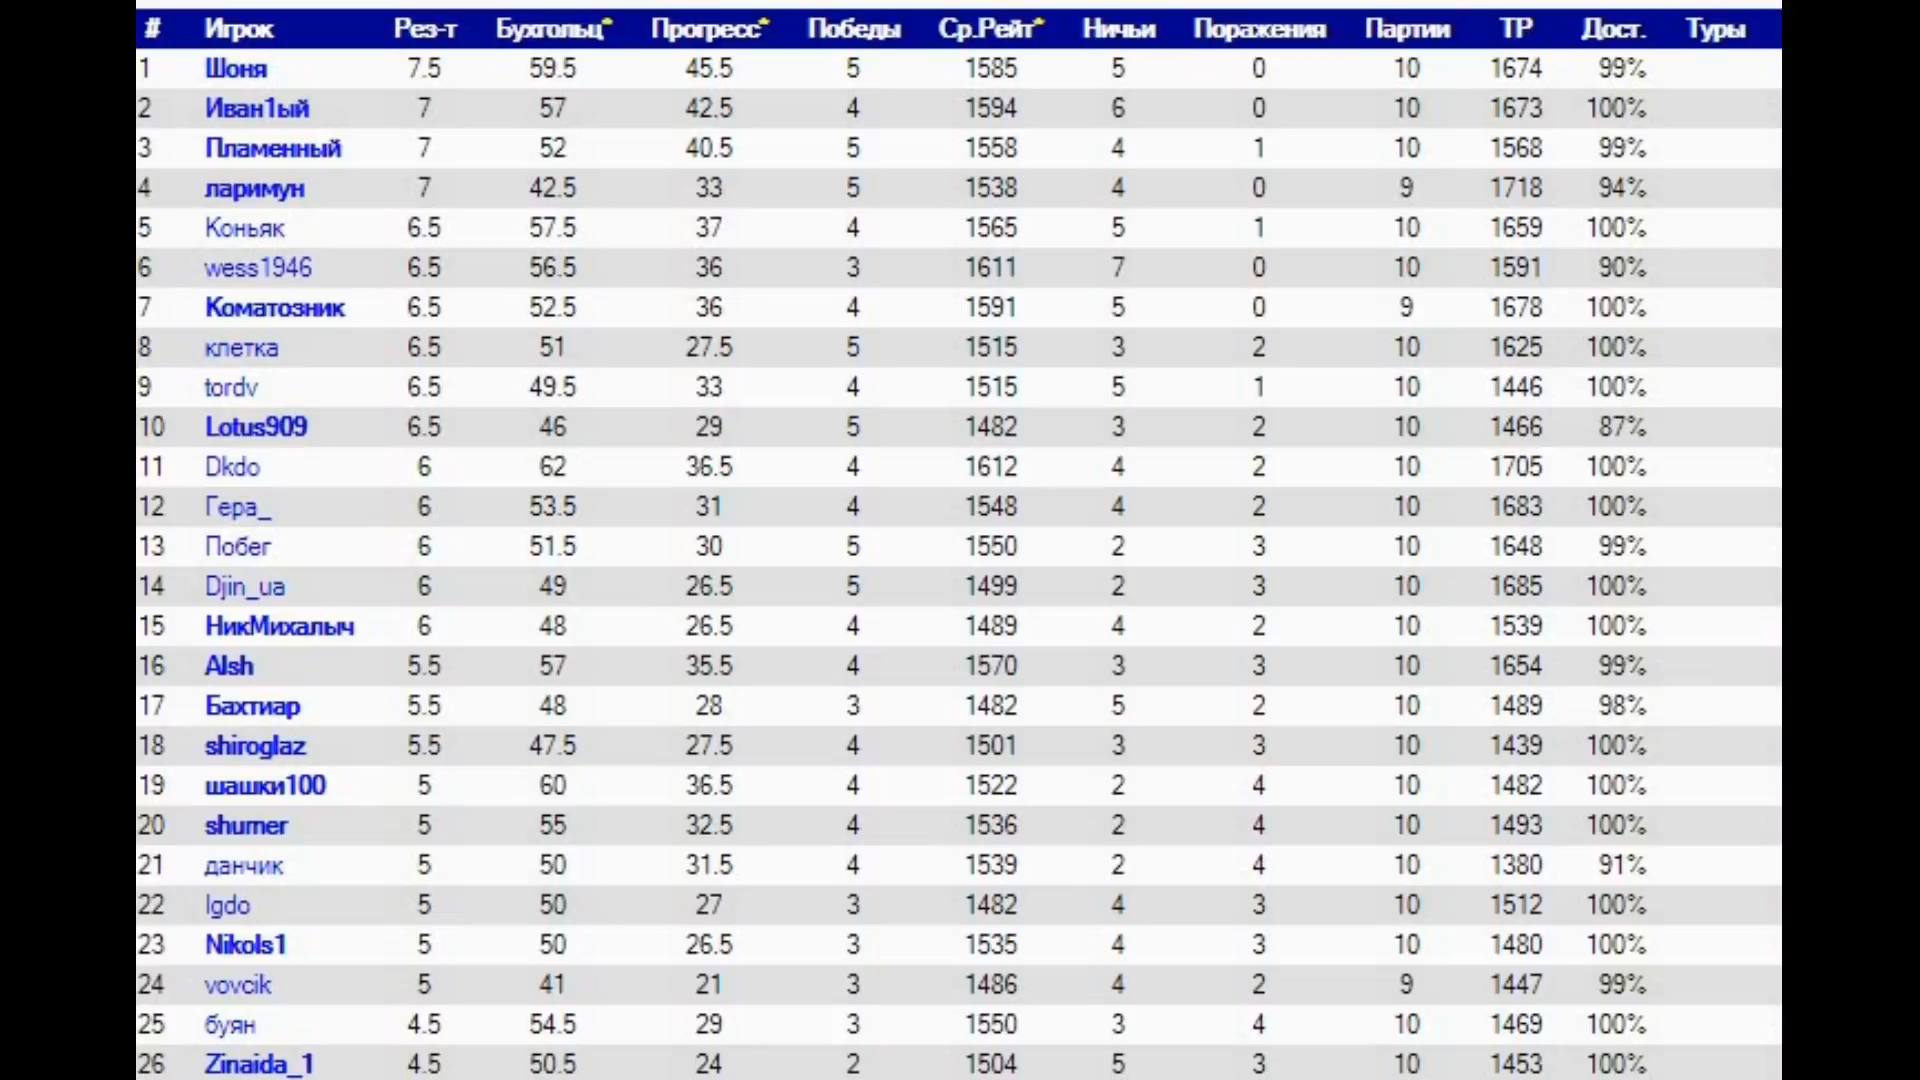 # Игрок Рез-т Бухгольц Прогресс Победы Ср.Рейт Ничьи Поражения Партии ТР Дост. Туры
1 Шоня 7.5 59.5 45.5 5 1585 5 0 10 1674 99%
2 Иван1ый 7 57 42.5 4 1594 6 0 10 1673 100%
3 Пламенный 7 52 40.5 5 1558 4 1 10 1568 99%
4 ларимун 7 42.5 33 5 1538 4 0 9 1718 94%
5 Коньяк 6.5 57.5 37 4 1565 5 1 10 1659 100%
6 wess1946 6.5 56.5 36 3 1611 7 0 10 1591 90%
7 Коматозник 6.5 52.5 36 4 1591 5 0 9 1678 100%
8 клетка 6.5 51 27.5 5 1515 3 2 10 1625 100%
9 tordv 6.5 49.5 33 4 1515 5 1 10 1446 100%
10 Lotus909 6.5 46 29 5 1482 3 2 10 1466 87%
11 Dkdo 6 62 36.5 4 1612 4 2 10 1705 100%
12 Гера_ 6 53.5 31 4 1548 4 2 10 1683 100%
13 Побег 6 51.5 30 5 1550 2 3 10 1648 99%
14 Djin_ua 6 49 26.5 5 1499 2 3 10 1685 100%
15 НикМихалыч 6 48 26.5 4 1489 4 2 10 1539 100%
16 Alsh 5.5 57 35.5 4 1570 3 3 10 1654 99%
17 Бахтиар 5.5 48 28 3 1482 5 2 10 1489 98%
18 shiroglaz 5.5 47.5 27.5 4 1501 3 3 10 1439 100%
19 шашки100 5 60 36.5 4 1522 2 4 10 1482 100%
20 shumer 5 55 32.5 4 1536 2 4 10 1493 100%
21 данчик 5 50 31.5 4 1539 2 4 10 1380 91%
22 Igdo 5 50 27 3 1482 4 3 10 1512 100%
23 Nikols1 5 50 26.5 3 1535 4 3 10 1480 100%
24 vovcik 5 41 21 3 1486 4 2 9 1447 99%
25 буян 4.5 54.5 29 3 1550 3 4 10 1469 100%
26 Zinaida_1 4.5 50.5 24 2 1504 5 3 10 1453 100%